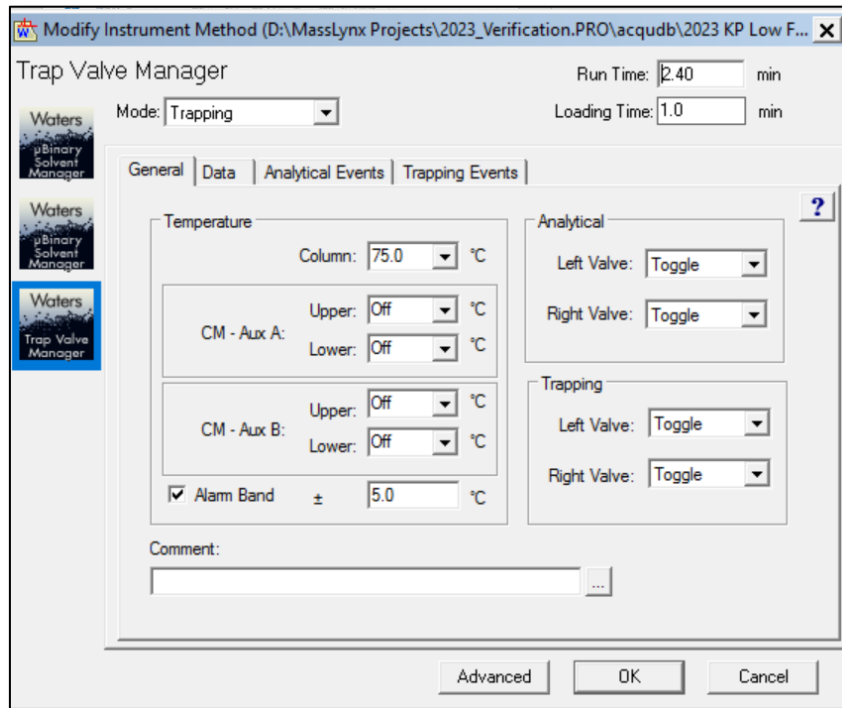 Modify Instrument Method (D:\MassLynx Projects\2023_Verification.PRO\acqudb\2023 KP Low F...
Trap Valve Manager
Run Time: 2.40 min
Mode: Trapping
Loading Time: 1.0 min
Waters
µBinary
Solvent
Manager
Waters
µBinary
Solvent
Manager
Waters
Trap Valve
Manager
General Data Analytical Events Trapping Events
?
Temperature
Column: 75.0 °C
CM - Aux A:
Upper: Off °C
Lower: Off °C
CM - Aux B:
Upper: Off °C
Lower: Off °C
Alarm Band ± 5.0 °C
Analytical
Left Valve: Toggle
Right Valve: Toggle
Trapping
Left Valve: Toggle
Right Valve: Toggle
Comment:
...
Advanced OK Cancel